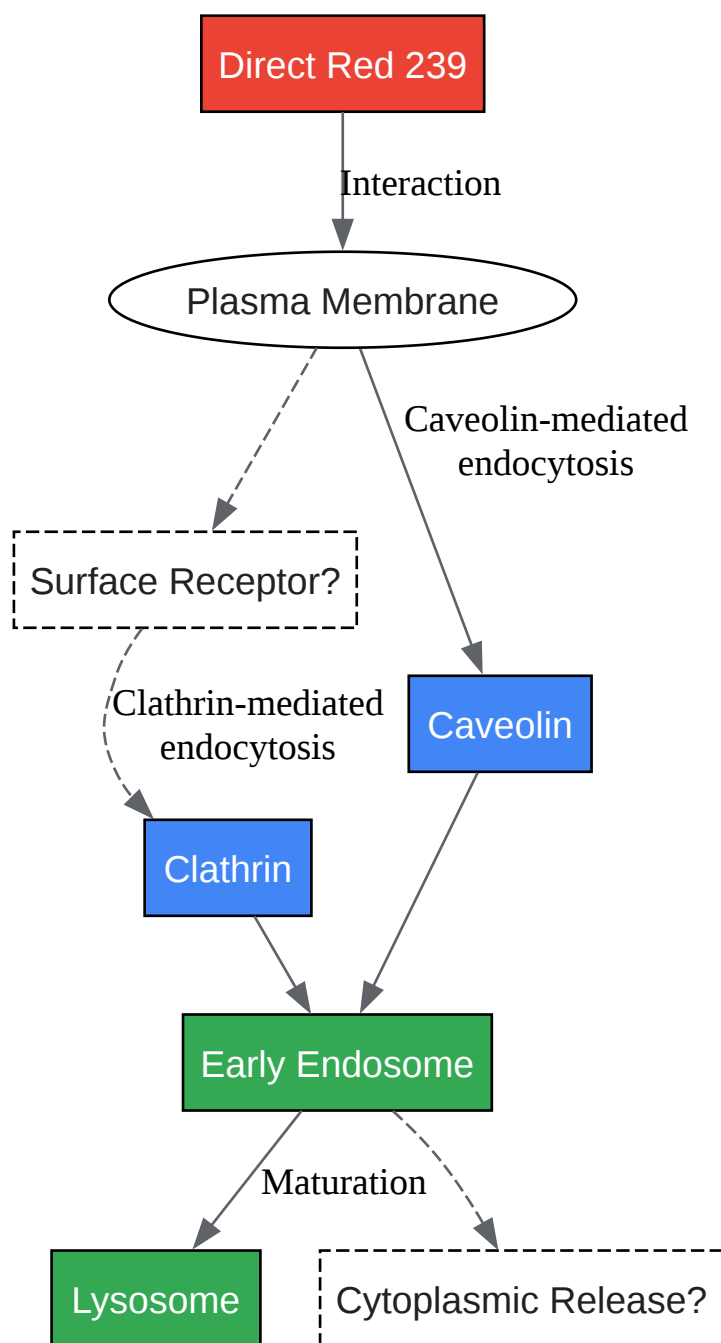 Direct Red 239
Interaction
Plasma Membrane
Caveolin-mediated
endocytosis
Surface Receptor?
Clathrin-mediated
endocytosis
Caveolin
Clathrin
Early Endosome
Maturation
Lysosome
Cytoplasmic Release?